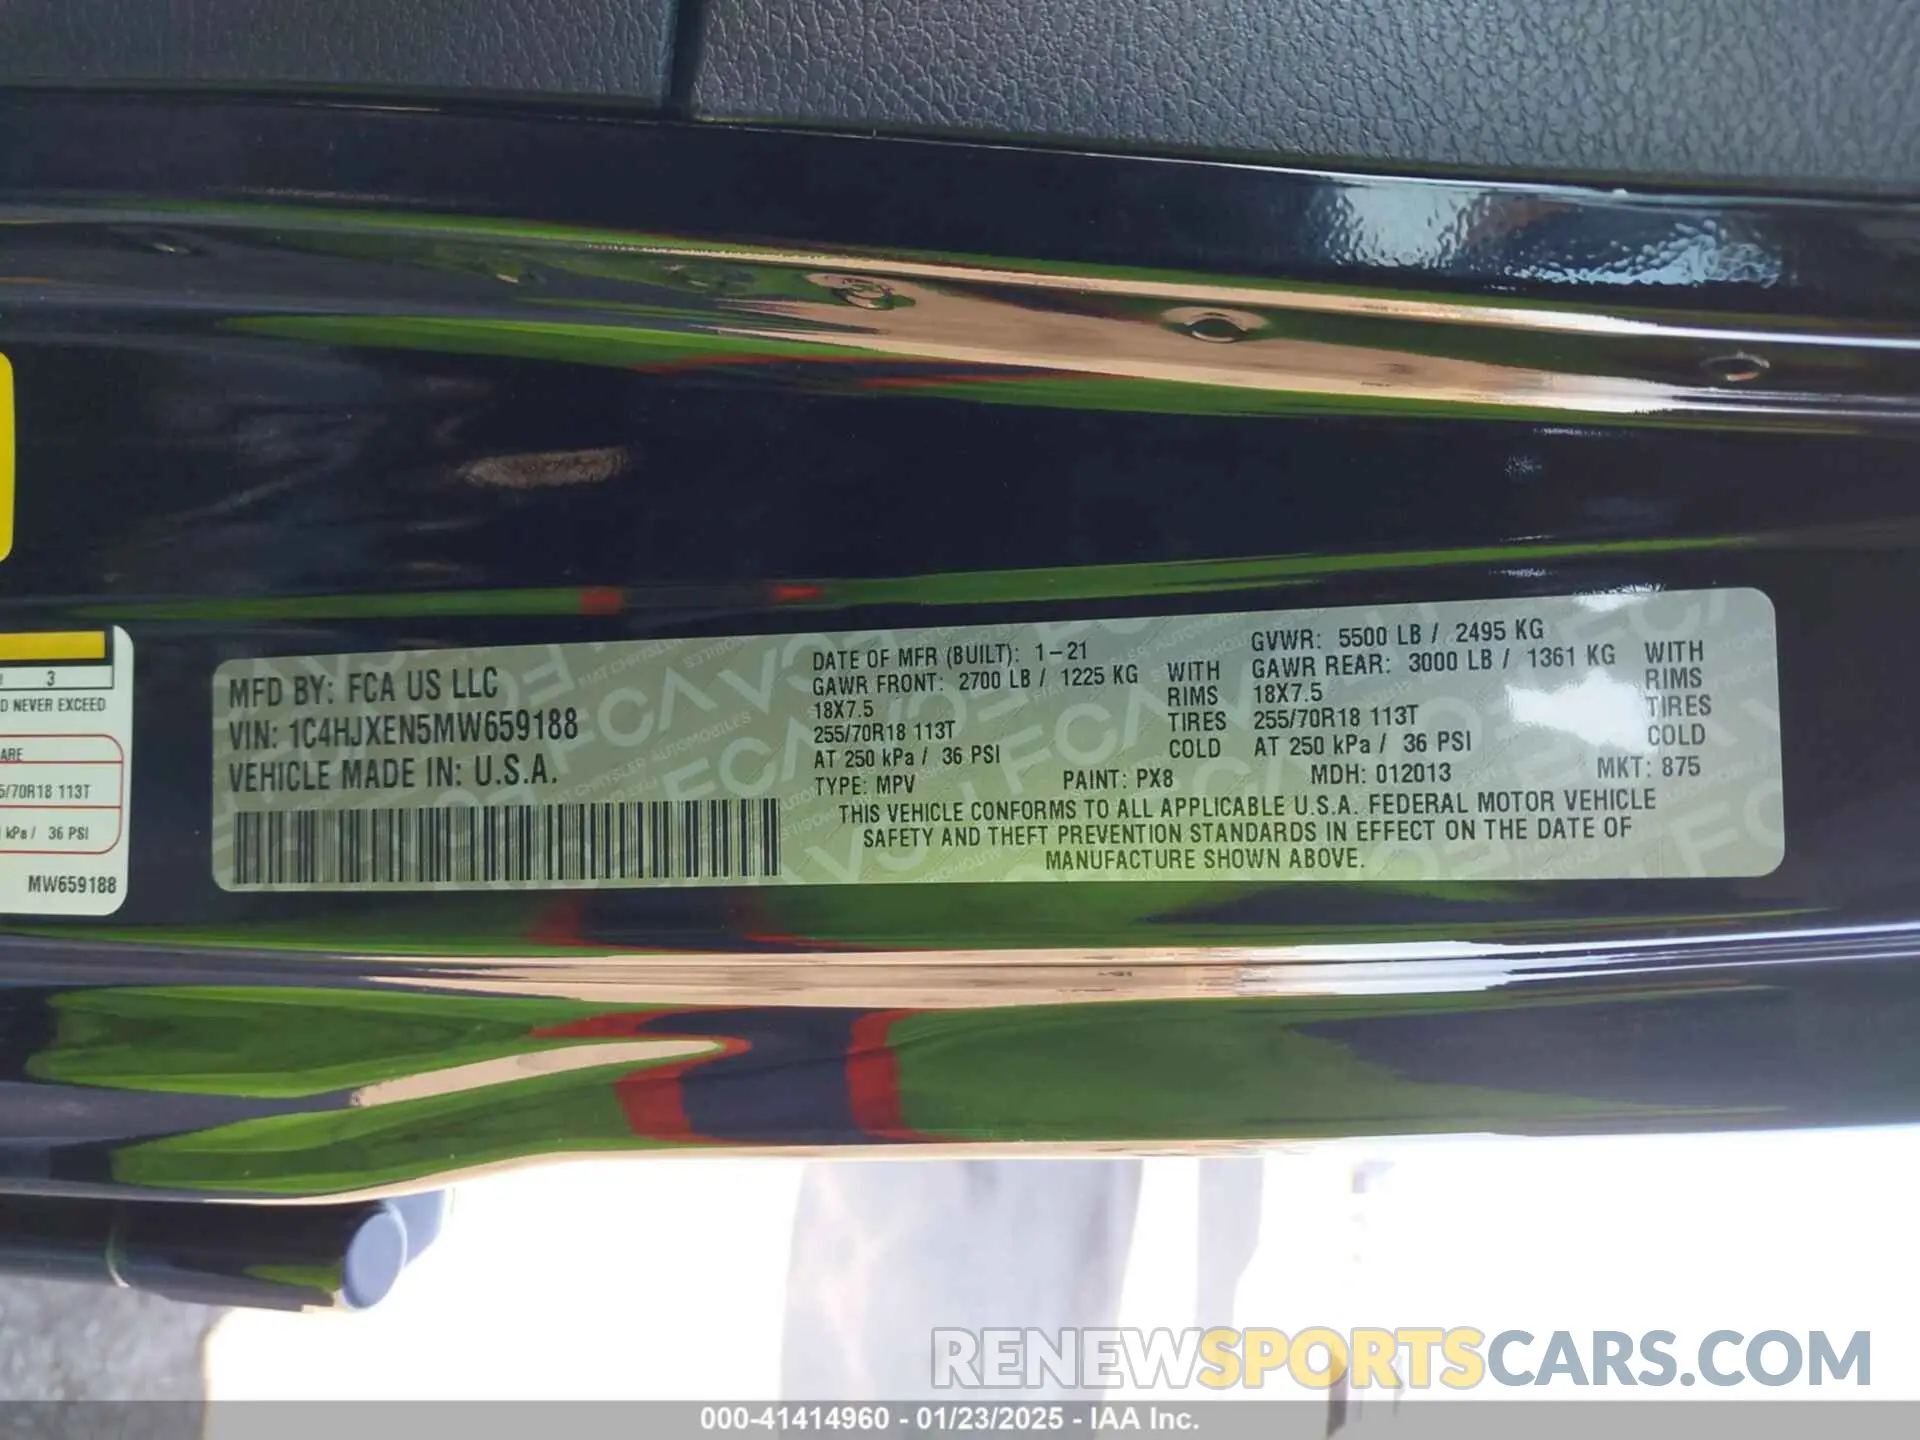 3
D NEVER EXCEED
ARE
5/70R18 113T
kPa / 36 PSI
MW659188
MFD BY: FCA US LLC
VIN: 1C4HJXEN5MW659188
VEHICLE MADE IN: U.S.A.
DATE OF MFR (BUILT): 1-21
GAWR FRONT: 2700 LB / 1225 KG WITH
18X7.5 RIMS
255/70R18 113T TIRES
AT 250 kPa / 36 PSI COLD
GVWR: 5500 LB / 2495 KG
GAWR REAR: 3000 LB / 1361 KG WITH
18X7.5 RIMS
255/70R18 113T TIRES
AT 250 kPa / 36 PSI COLD
TYPE: MPV PAINT: PX8 MDH: 012013 MKT: 875
THIS VEHICLE CONFORMS TO ALL APPLICABLE U.S.A. FEDERAL MOTOR VEHICLE
SAFETY AND THEFT PREVENTION STANDARDS IN EFFECT ON THE DATE OF
MANUFACTURE SHOWN ABOVE.
RENEWSPORTSCARS.COM
000-41414960 - 01/23/2025 - IAA Inc.